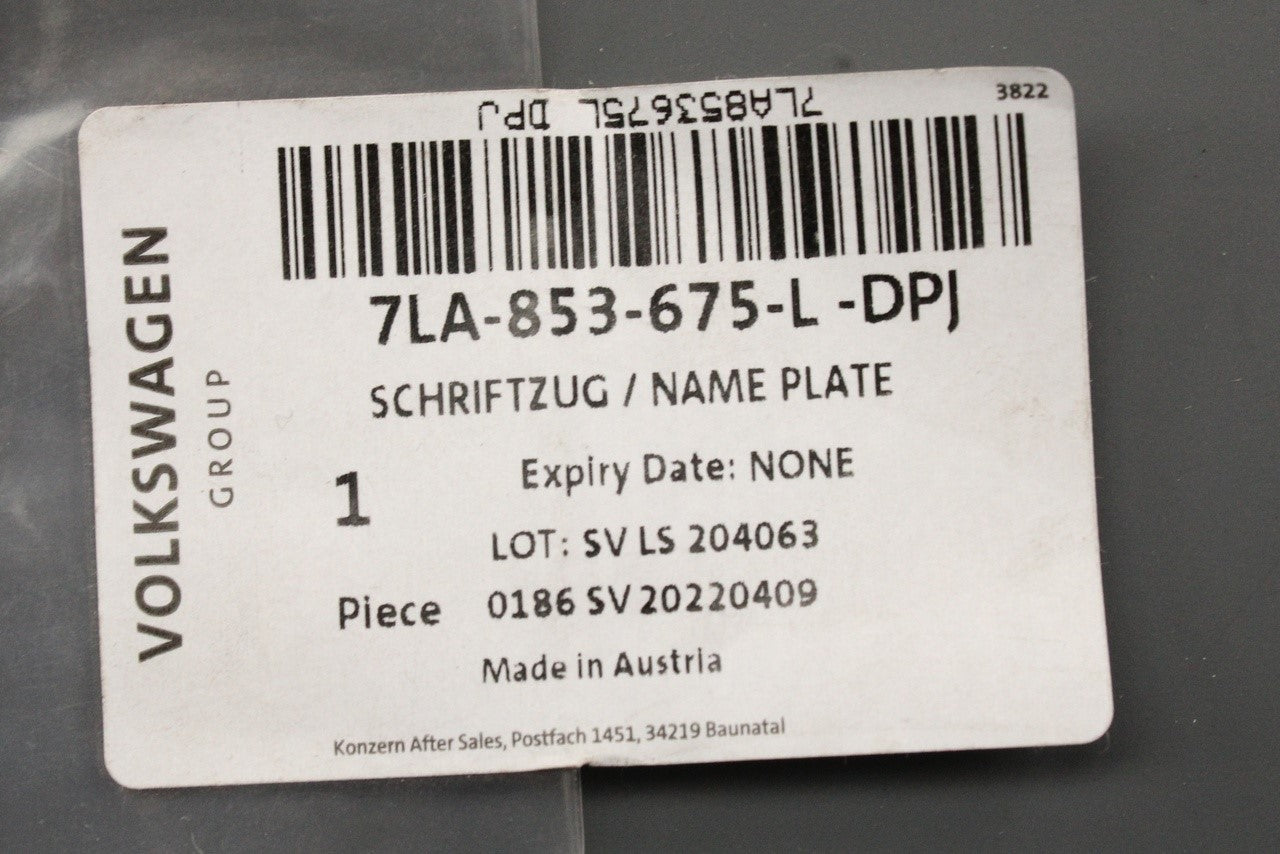 3822
7LA853675L DPJ
7LA-853-675-L -DPJ
SCHRIFTZUG / NAME PLATE
Expiry Date: NONE
1
LOT: SV LS 204063
Piece
0186 SV 20220409
Made in Austria
Konzern After Sales, Postfach 1451, 34219 Baunatal
VOLKSWAGEN
GROUP